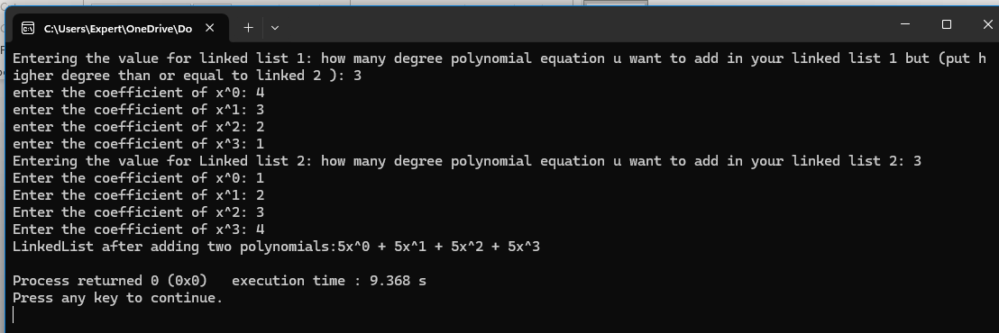 C:\Users\Expert\OneDrive\Do
Entering the value for linked list 1: how many degree polynomial equation u want to add in your linked list 1 but (put h
igher degree than or equal to linked 2 ): 3
enter the coefficient of x^0: 4
enter the coefficient of x^1: 3
enter the coefficient of x^2: 2
enter the coefficient of x^3: 1
Entering the value for Linked list 2: how many degree polynomial equation u want to add in your linked list 2: 3
Enter the coefficient of x^0: 1
Enter the coefficient of x^1: 2
Enter the coefficient of x^2: 3
Enter the coefficient of x^3: 4
LinkedList after adding two polynomials:5x^0 + 5x^1 + 5x^2 + 5x^3
Process returned 0 (0x0)   execution time : 9.368 s
Press any key to continue.